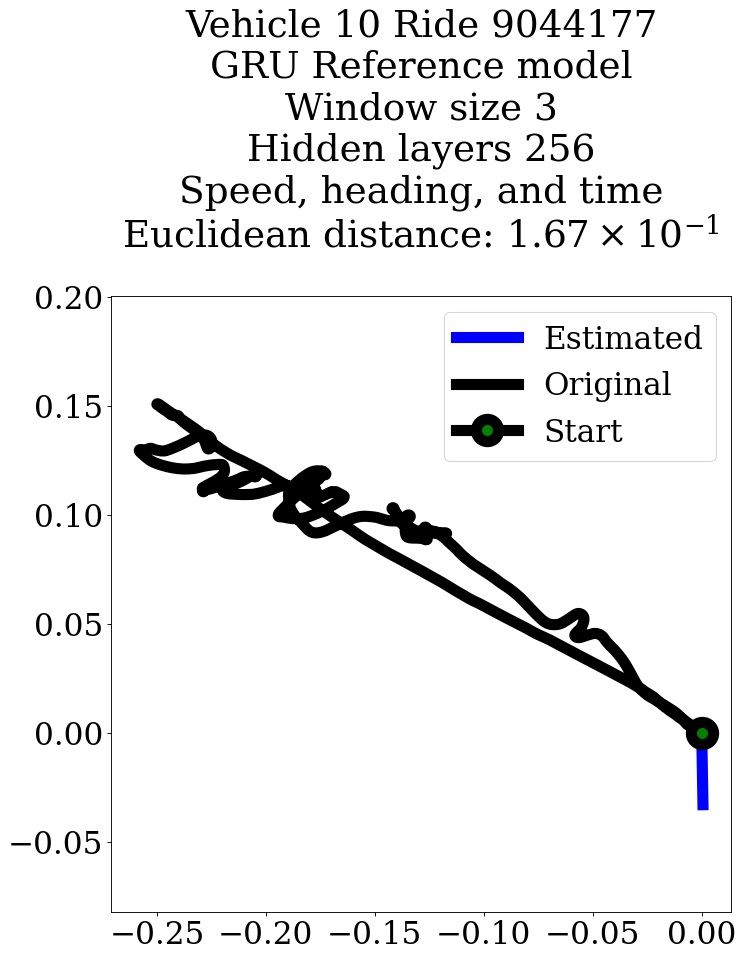 Vehicle 10 Ride 9044177
GRU Reference model
Window size 3
Hidden layers 256
Speed, heading, and time
Euclidean distance: 1.67 × 10⁻¹
0.20
Estimated
Original
Start
0.15
0.10
0.05
0.00
−0.05
−0.25 −0.20 −0.15 −0.10 −0.05 0.00